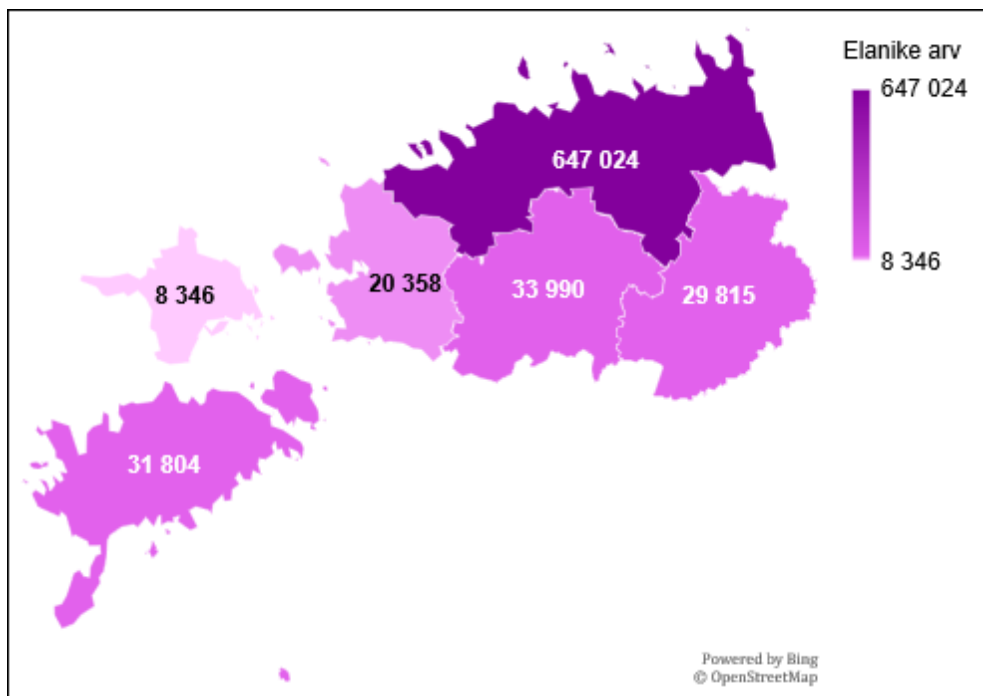 Elanike arv
647 024
8 346
647 024
20 358
8 346
33 990
29 815
31 804
Powered by Bing
© OpenStreetMap